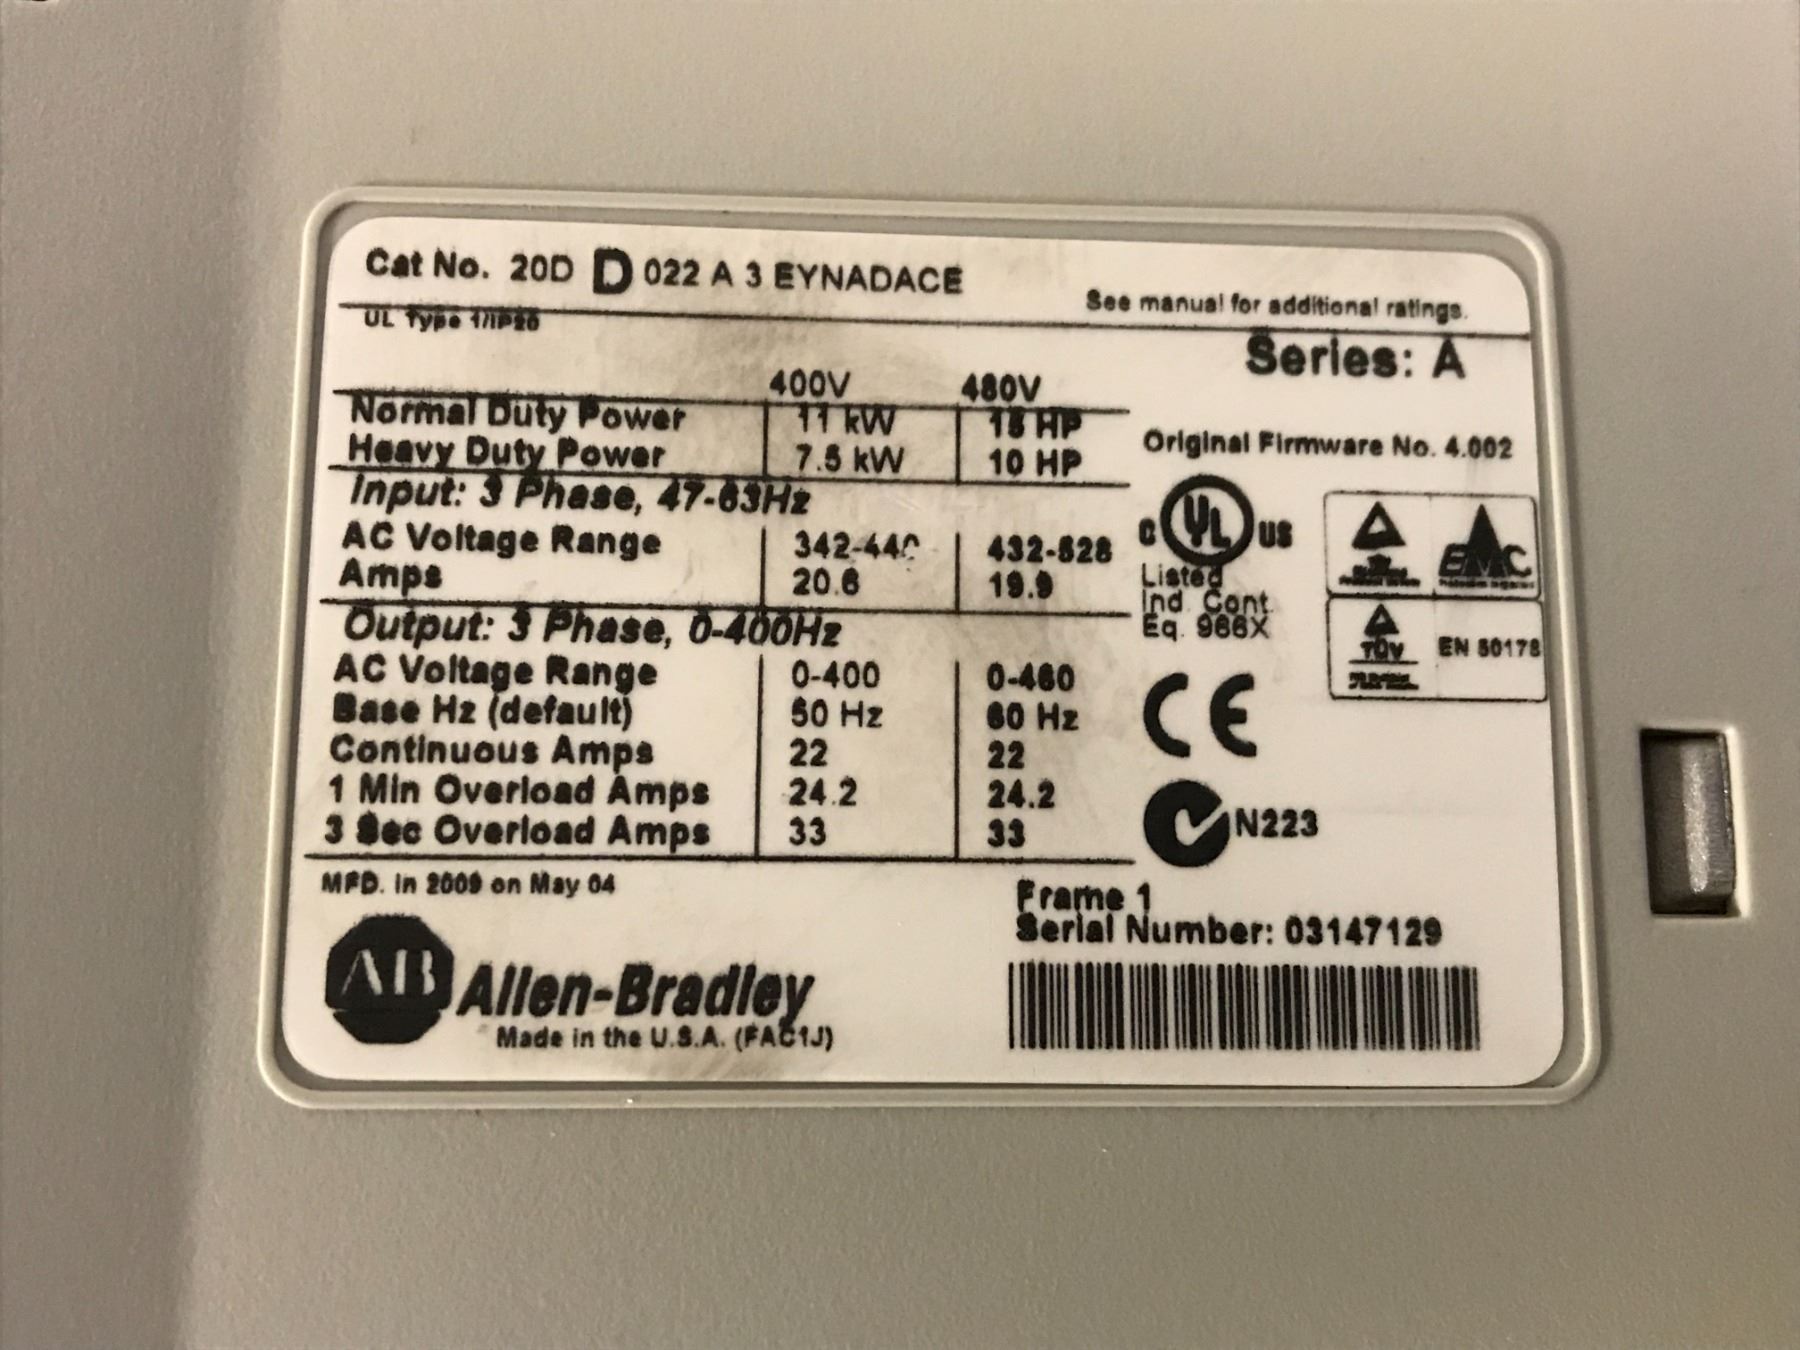 Cat No. 20D D 022 A 3 EYNADACE
See manual for additional ratings.
UL Type 1/IP20
Series: A
400V 480V
Normal Duty Power 11 kW 15 HP
Heavy Duty Power 7.5 kW 10 HP
Original Firmware No. 4.002
Input: 3 Phase, 47-63Hz
AC Voltage Range 342-440 432-528
Amps 20.6 19.9
C UL US
Listed
Ind. Cont.
Eq. 966X
EMC
TÜV
EN 50178
Output: 3 Phase, 0-400Hz
AC Voltage Range 0-400 0-460
Base Hz (default) 50 Hz 60 Hz
Continuous Amps 22 22
1 Min Overload Amps 24.2 24.2
3 Sec Overload Amps 33 33
CE
N223
MFD. in 2009 on May 04
Frame 1
Serial Number: 03147129
AB Allen-Bradley
Made in the U.S.A. (FAC1J)